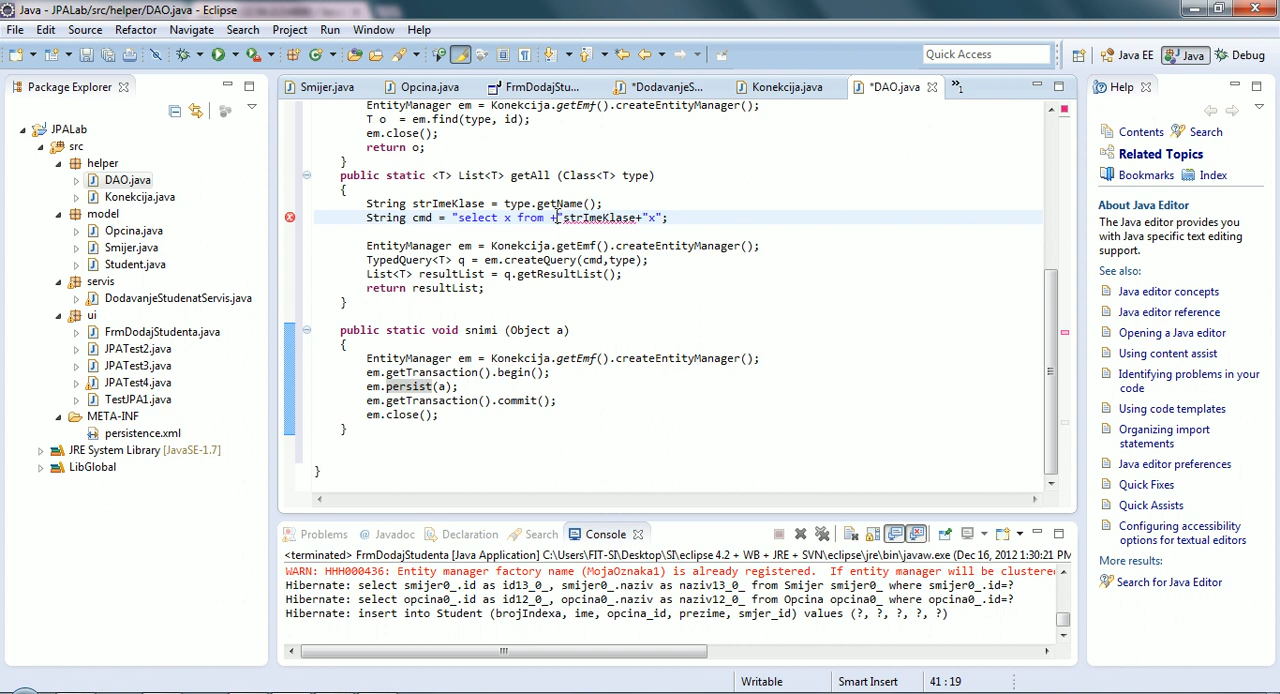 Java - JPALab/src/helper/DAO.java - Eclipse
File Edit Source Refactor Navigate Search Project Run Window Help
Quick Access Java EE Java Debug
Package Explorer
JPALab
src
helper
DAO.java
Konekcija.java
model
Opcina.java
Smijer.java
Student.java
servis
DodavanjeStudenatServis.java
ui
FrmDodajStudenta.java
JPATest2.java
JPATest3.java
JPATest4.java
TestJPA1.java
META-INF
persistence.xml
JRE System Library [JavaSE-1.7]
LibGlobal
Smijer.java Opcina.java FrmDodajStu... *DodavanjeS... Konekcija.java *DAO.java »1
EntityManager em = Konekcija.getEmf().createEntityManager();
T o  = em.find(type, id);
em.close();
return o;
}
public static <T> List<T> getAll (Class<T> type)
{
String strImeKlase = type.getName();
String cmd = "select x from +"strImeKlase+"x";
EntityManager em = Konekcija.getEmf().createEntityManager();
TypedQuery<T> q = em.createQuery(cmd,type);
List<T> resultList = q.getResultList();
return resultList;
}
public static void snimi (Object a)
{
EntityManager em = Konekcija.getEmf().createEntityManager();
em.getTransaction().begin();
em.persist(a);
em.getTransaction().commit();
em.close();
}
}
Problems Javadoc Declaration Search Console
<terminated> FrmDodajStudenta [Java Application] C:\Users\FIT-SI\Desktop\SI\eclipse 4.2 + WB + JRE + SVN\eclipse\jre\bin\javaw.exe (Dec 16, 2012 1:30:21 PM
WARN: HHH000436: Entity manager factory name (MojaOznaka1) is already registered.  If entity manager will be clustere
Hibernate: select smijer0_.id as id13_0_, smijer0_.naziv as naziv13_0_ from Smijer smijer0_ where smijer0_.id=?
Hibernate: select opcina0_.id as id12_0_, opcina0_.naziv as naziv12_0_ from Opcina opcina0_ where opcina0_.id=?
Hibernate: insert into Student (brojIndexa, ime, opcina_id, prezime, smjer_id) values (?, ?, ?, ?, ?)
Help
Contents Search
Related Topics
Bookmarks Index
About Java Editor
The Java editor provides
you with Java specific text editing
support.
See also:
Java editor concepts
Java editor reference
Opening a Java editor
Using content assist
Identifying problems in your
code
Using code templates
Organizing import
statements
Java editor preferences
Quick Fixes
Quick Assists
Configuring accessibility
options for textual editors
More results:
Search for Java Editor
Writable Smart Insert 41 : 19